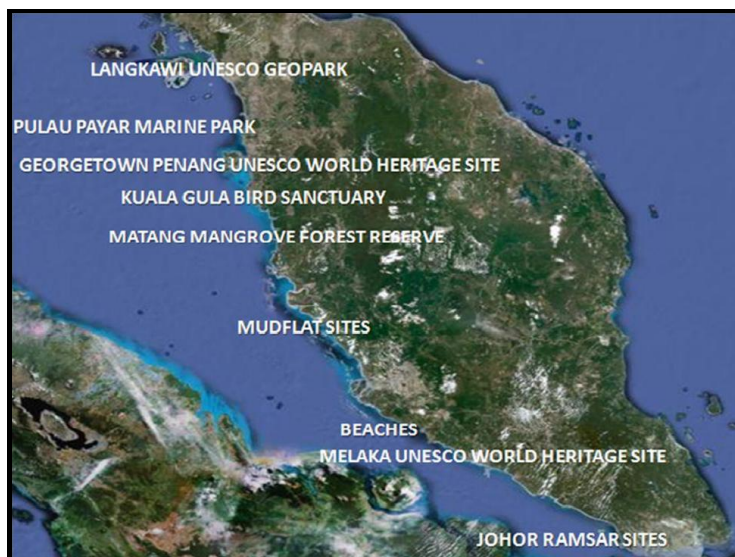 LANGKAWI UNESCO GEOPARK
PULAU PAYAR MARINE PARK
GEORGETOWN PENANG UNESCO WORLD HERITAGE SITE
KUALA GULA BIRD SANCTUARY
MATANG MANGROVE FOREST RESERVE
MUDFLAT SITES
BEACHES
MELAKA UNESCO WORLD HERITAGE SITE
JOHOR RAMSAR SITES